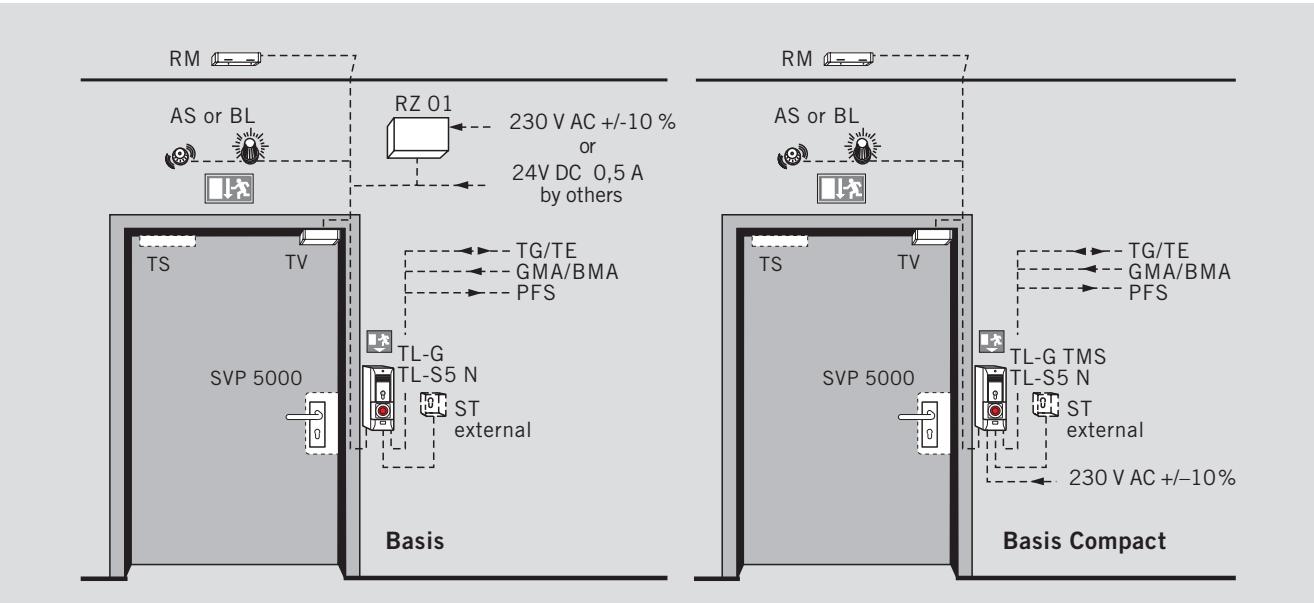 RM
AS or BL
RZ 01
230 V AC +/-10 %
or
24V DC 0,5 A
by others
TS
TV
TG/TE
GMA/BMA
PFS
TL-G
TL-S5 N
SVP 5000
ST
external
Basis
RM
AS or BL
TS
TV
TG/TE
GMA/BMA
PFS
TL-G TMS
TL-S5 N
SVP 5000
ST
external
230 V AC +/–10%
Basis Compact